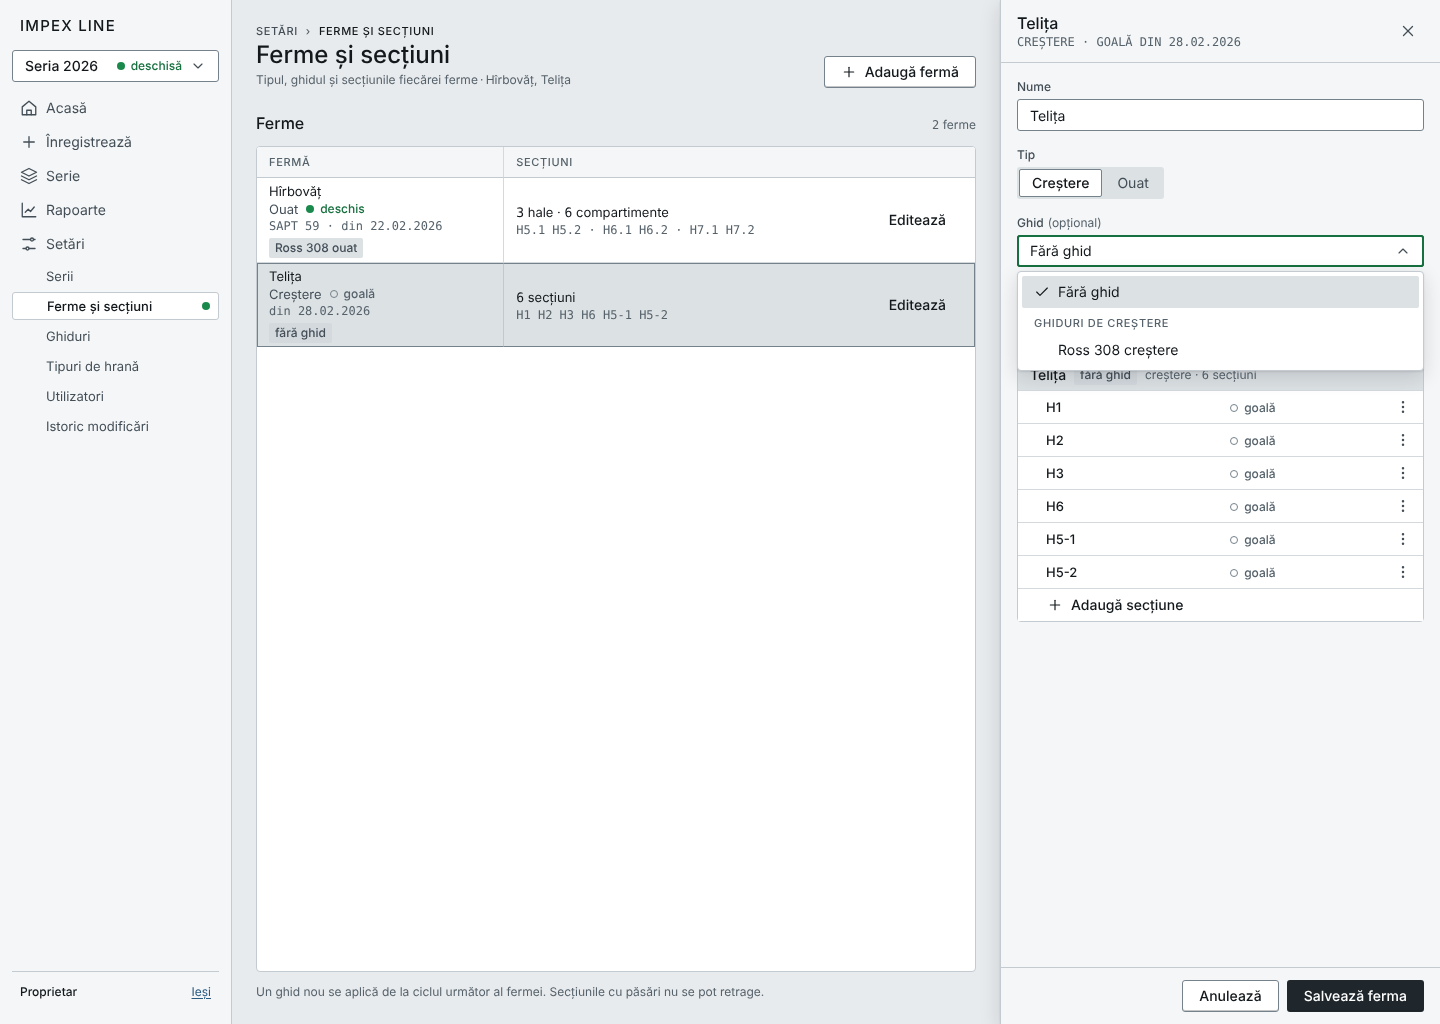 IMPEX LINE
Seria 2026 deschisă
Acasă
Înregistrează
Serie
Rapoarte
Setări
Serii
Ferme și secțiuni
Ghiduri
Tipuri de hrană
Utilizatori
Istoric modificări
Proprietar Ieși
SETĂRI › FERME ȘI SECȚIUNI
Ferme și secțiuni
Tipul, ghidul și secțiunile fiecărei ferme · Hîrbovăț, Telița
Adaugă fermă
Ferme 2 ferme
FERMĂ SECȚIUNI
Hîrbovăț
Ouat deschis
SAPT 59 · din 22.02.2026
Ross 308 ouat
3 hale · 6 compartimente
H5.1 H5.2 · H6.1 H6.2 · H7.1 H7.2
Editează
Telița
Creștere goală
din 28.02.2026
fără ghid
6 secțiuni
H1 H2 H3 H6 H5-1 H5-2
Editează
Un ghid nou se aplică de la ciclul următor al fermei. Secțiunile cu păsări nu se pot retrage.
Telița
CREȘTERE · GOALĂ DIN 28.02.2026
Nume
Telița
Tip
Creștere Ouat
Ghid (opțional)
Fără ghid
Fără ghid
GHIDURI DE CREȘTERE
Ross 308 creștere
Telița fără ghid creștere · 6 secțiuni
H1 goală
H2 goală
H3 goală
H6 goală
H5-1 goală
H5-2 goală
Adaugă secțiune
Anulează Salvează ferma